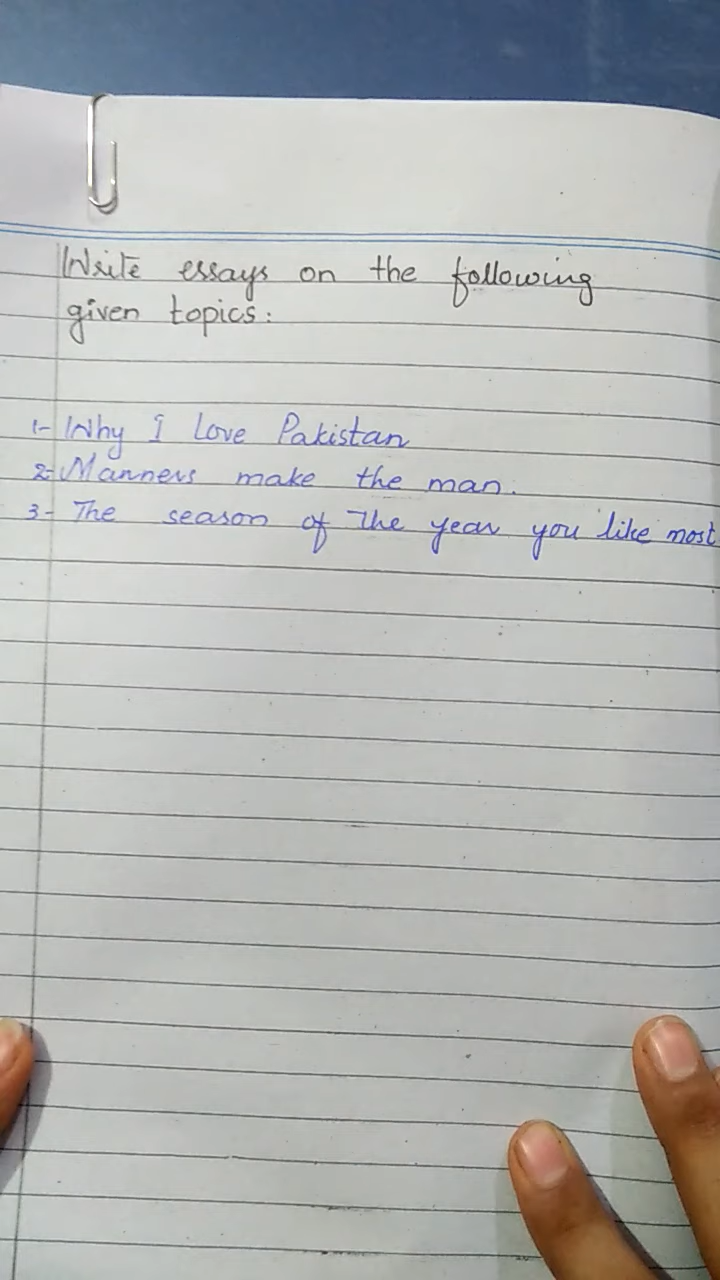 Write essays on the following
given topics:
1- Why I love Pakistan
2- Manners make the man.
3- The season of the year you like most